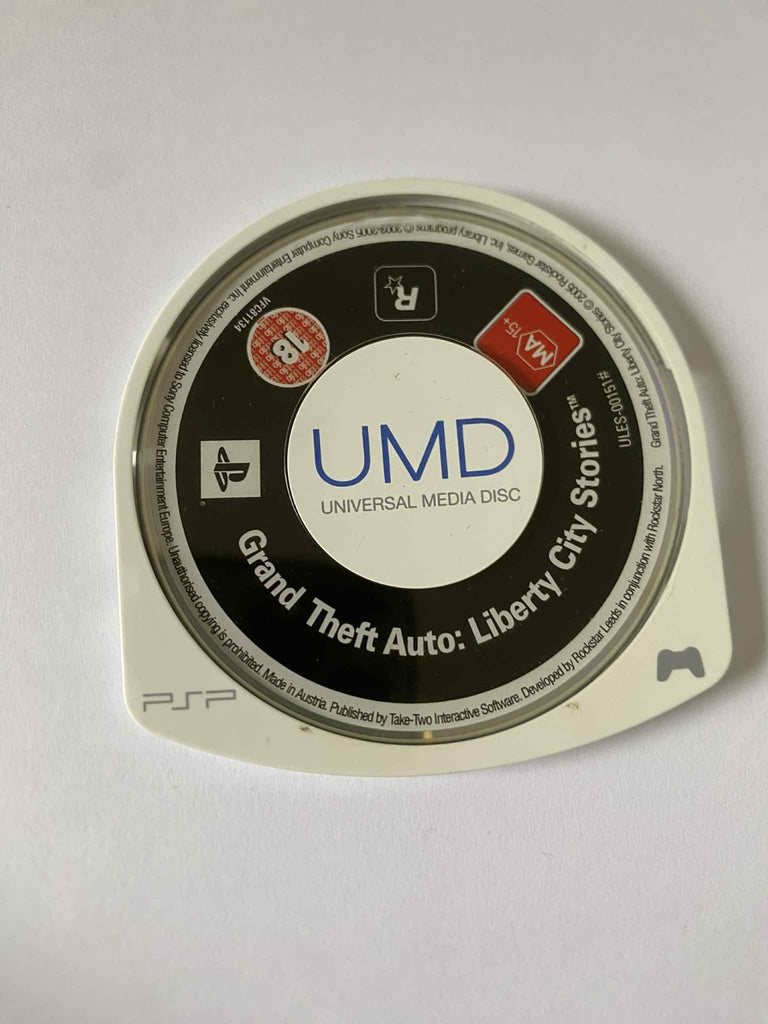 UMD
UNIVERSAL MEDIA DISC
Grand Theft Auto: Liberty City Stories™
18
R
MA 15+
VFC81134
ULES-00151#
Grand Theft Auto: Liberty City Stories © 2005 Rockstar Games, Inc. Library programs © 2003-2005 Sony Computer Entertainment Inc. exclusively licensed to Sony Computer Entertainment Europe. Unauthorised copying is prohibited. Made in Austria. Published by Take-Two Interactive Software. Developed by Rockstar Leeds in conjunction with Rockstar North.
PSP